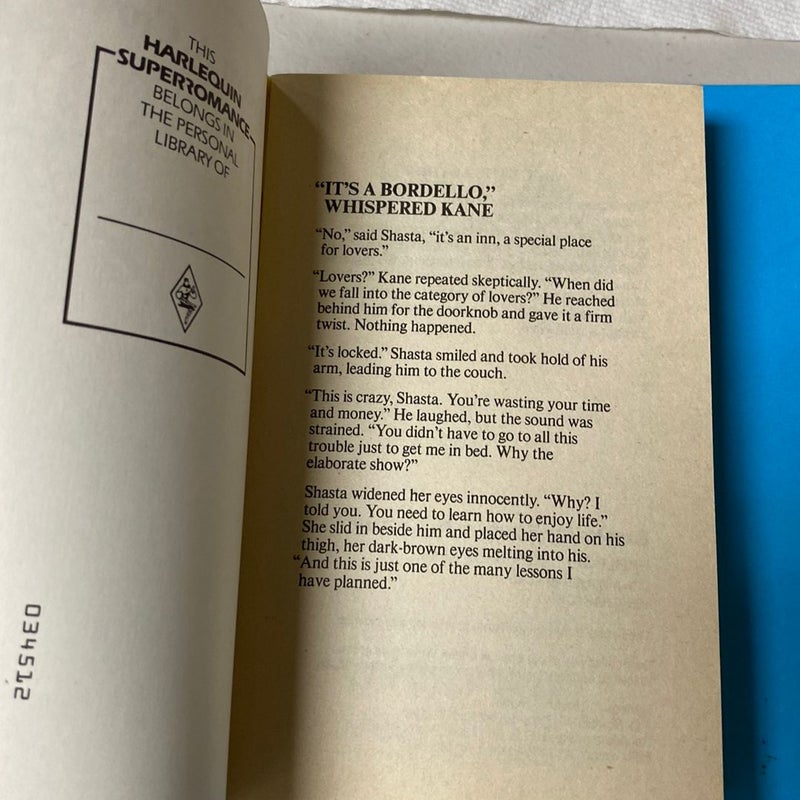 THIS
HARLEQUIN
SUPERROMANCE
BELONGS IN
THE PERSONAL
LIBRARY OF
034512
“IT’S A BORDELLO,”
WHISPERED KANE
“No,” said Shasta, “it’s an inn, a special place
for lovers.”
“Lovers?” Kane repeated skeptically. “When did
we fall into the category of lovers?” He reached
behind him for the doorknob and gave it a firm
twist. Nothing happened.
“It’s locked.” Shasta smiled and took hold of his
arm, leading him to the couch.
“This is crazy, Shasta. You’re wasting your time
and money.” He laughed, but the sound was
strained. “You didn’t have to go to all this
trouble just to get me in bed. Why the
elaborate show?”
Shasta widened her eyes innocently. “Why? I
told you. You need to learn how to enjoy life.”
She slid in beside him and placed her hand on his
thigh, her dark-brown eyes melting into his.
“And this is just one of the many lessons I
have planned.”